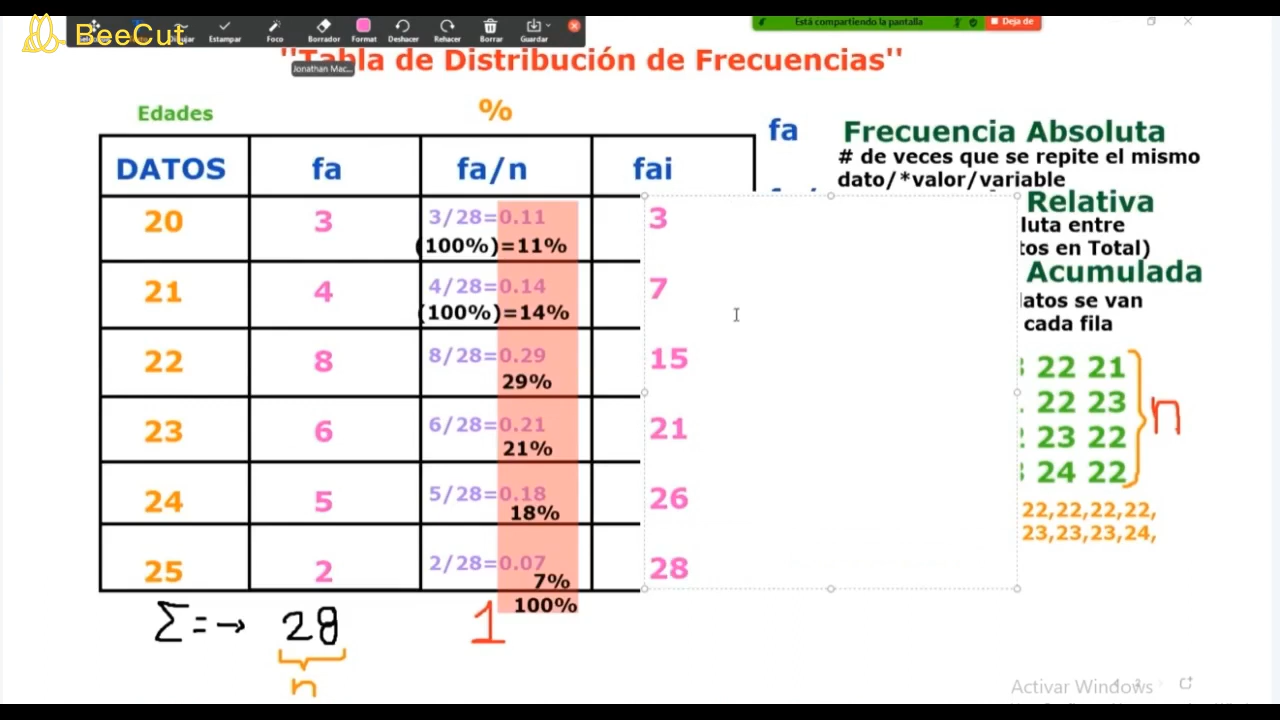 BeeCut
Dibujar Estampar Foco Borrador Format Deshacer Rehacer Borrar Guardar
Está compartiendo la pantalla Deja de
Jonathan Mac...
"Tabla de Distribución de Frecuencias"
Edades %
DATOS fa fa/n fai
20 3 3/28=0.11 3
(100%)=11%
21 4 4/28=0.14 7
(100%)=14%
22 8 8/28=0.29 15
29%
23 6 6/28=0.21 21
21%
24 5 5/28=0.18 26
18%
25 2 2/28=0.07 28
7%
100%
Σ=→ 28 1
n
fa Frecuencia Absoluta
# de veces que se repite el mismo
dato/*valor/variable
Relativa
luta entre
tos en Total)
Acumulada
latos se van
cada fila
22 21
22 23
23 22
24 22
n
22,22,22,22,
23,23,23,24,
Activar Windows